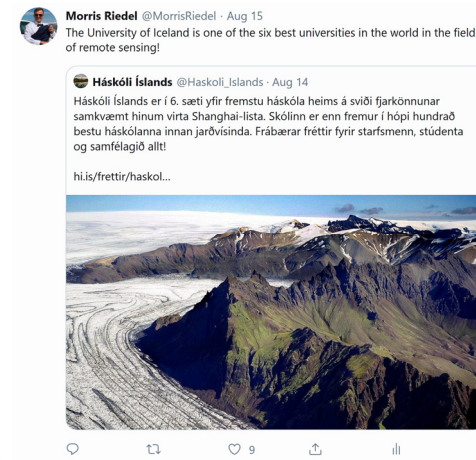 Morris Riedel @MorrisRiedel · Aug 15
The University of Iceland is one of the six best universities in the world in the field
of remote sensing!
Háskóli Íslands @Haskoli_Islands · Aug 14
Háskóli Íslands er í 6. sæti yfir fremstu háskóla heims á sviði fjarkönnunar
samkvæmt hinum virta Shanghai-lista. Skólinn er enn fremur í hópi hundrað
bestu háskólanna innan jarðvísinda. Frábærar fréttir fyrir starfsmenn, stúdenta
og samfélagið allt!
hi.is/frettir/haskol...
9